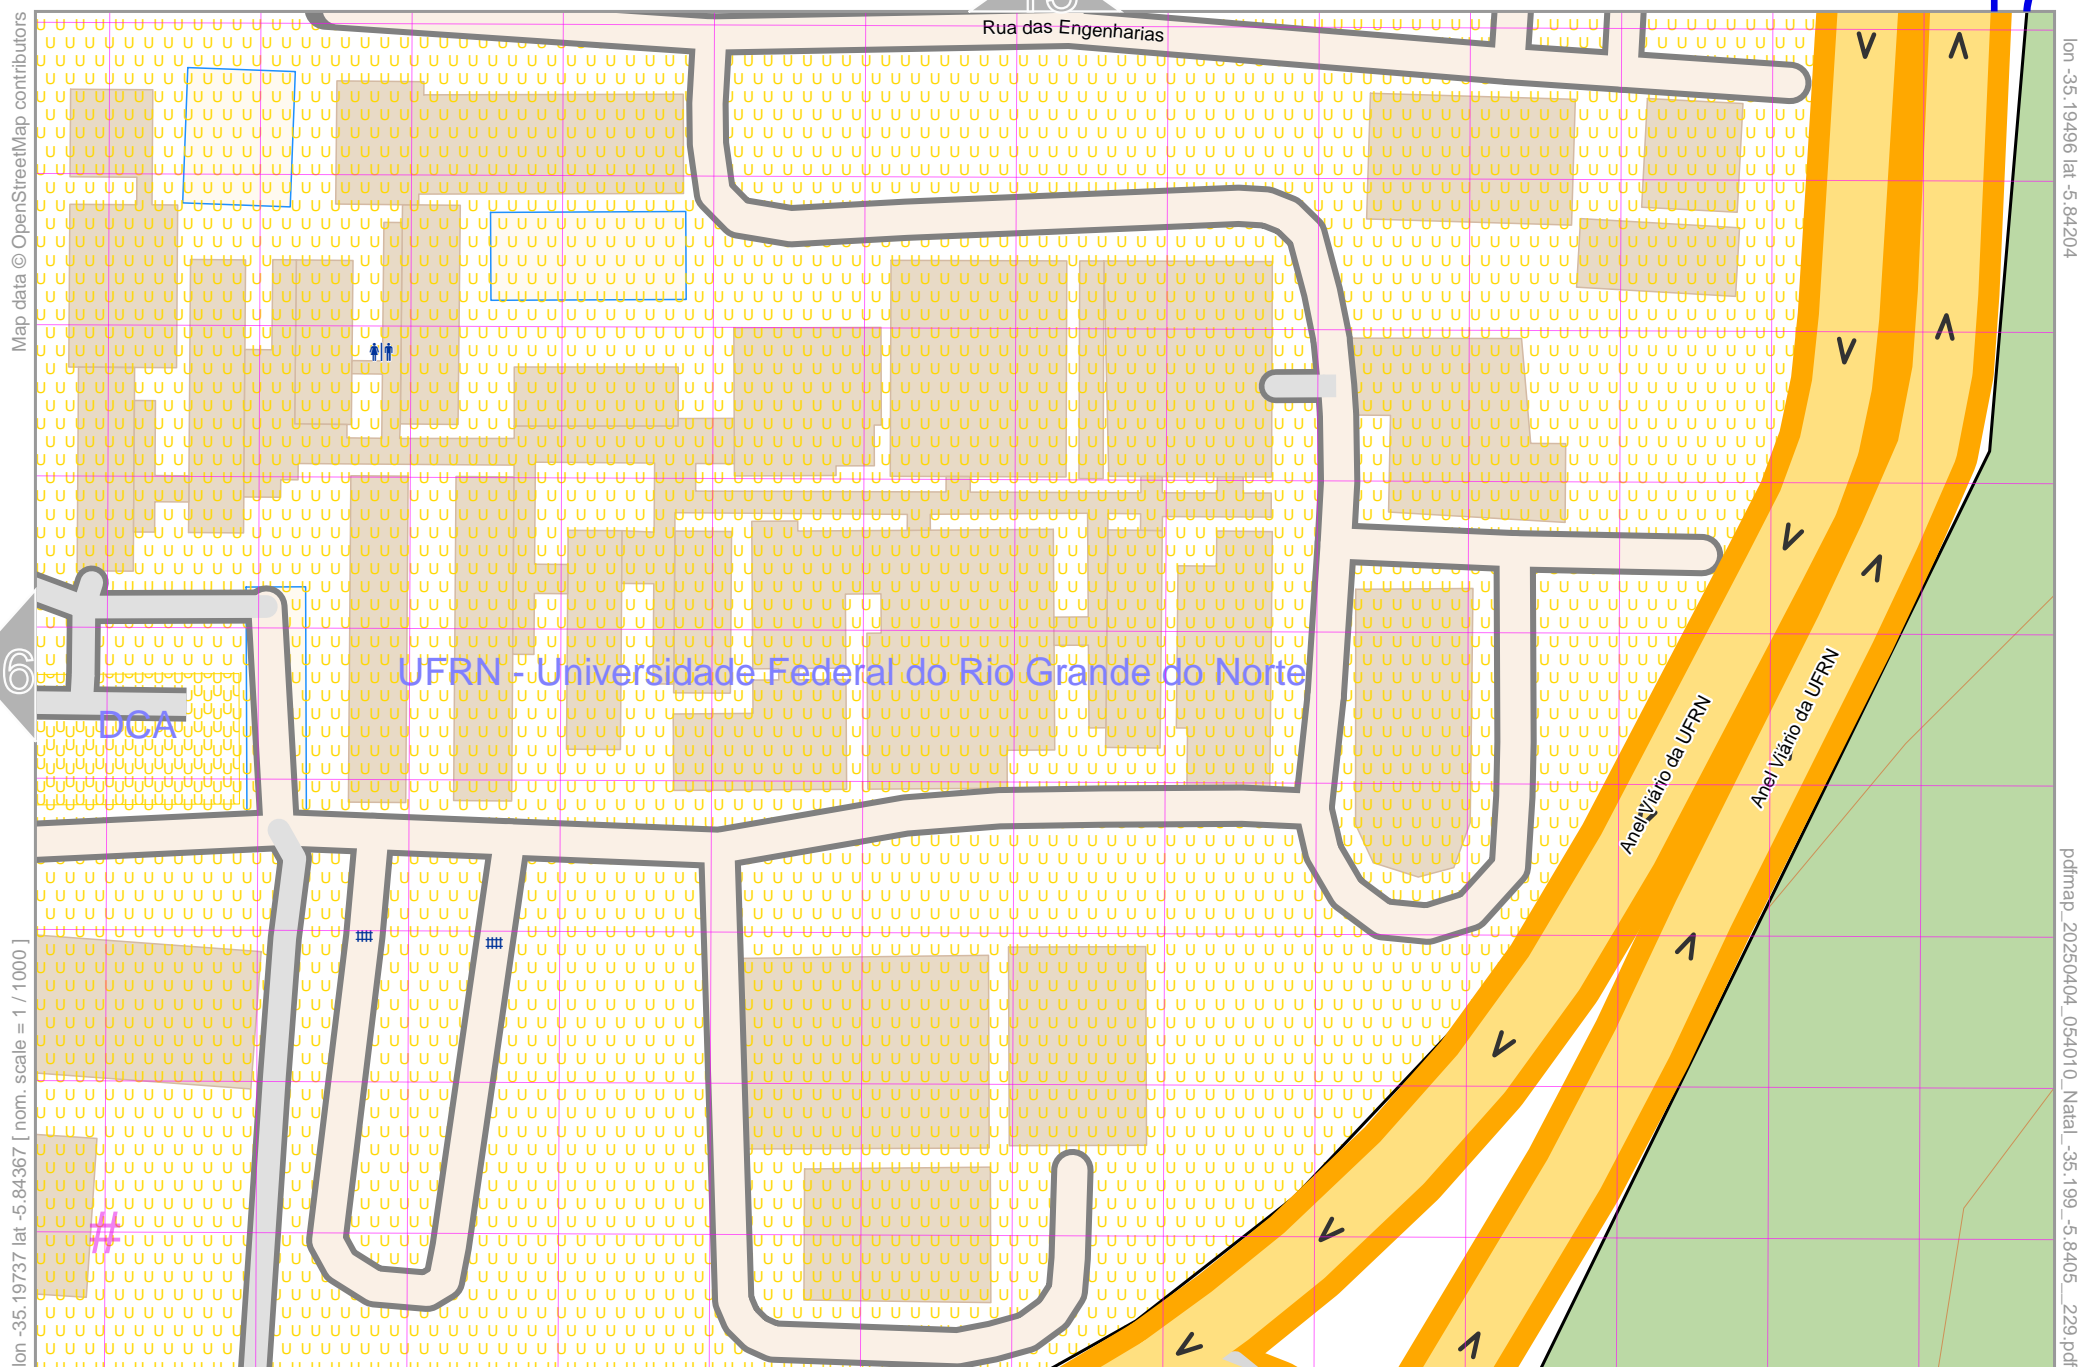 Rua das Engenharias
Map data © OpenStreetMap contributors
lon -35.19496 lat -5.84204
6
UFRN - Universidade Federal do Rio Grande do Norte
DCA
Anel Viário da UFRN
Anel Viário da UFRN
#
lon -35.19737 lat -5.84367 [ nom. scale = 1 / 1000 ]
pdfmap_20250404_054010_Natal_-35.199_-5.8405__229.pdf